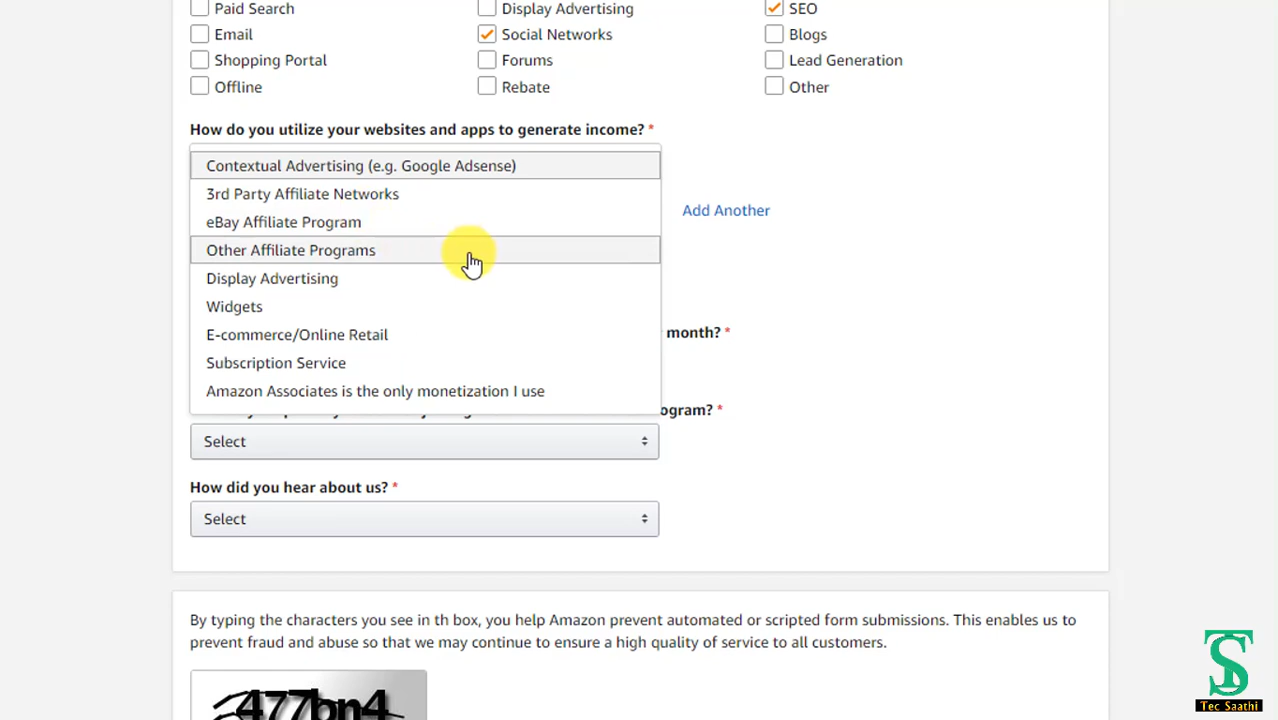 Paid Search
Display Advertising
SEO
Email
Social Networks
Blogs
Shopping Portal
Forums
Lead Generation
Offline
Rebate
Other
How do you utilize your websites and apps to generate income? *
Contextual Advertising (e.g. Google Adsense)
3rd Party Affiliate Networks
Add Another
eBay Affiliate Program
Other Affiliate Programs
Display Advertising
Widgets
month? *
E-commerce/Online Retail
Subscription Service
Amazon Associates is the only monetization I use
ogram? *
Select
How did you hear about us? *
Select
By typing the characters you see in th box, you help Amazon prevent automated or scripted form submissions. This enables us to
prevent fraud and abuse so that we may continue to ensure a high quality of service to all customers.
477bn4
TS
Tec Saathi